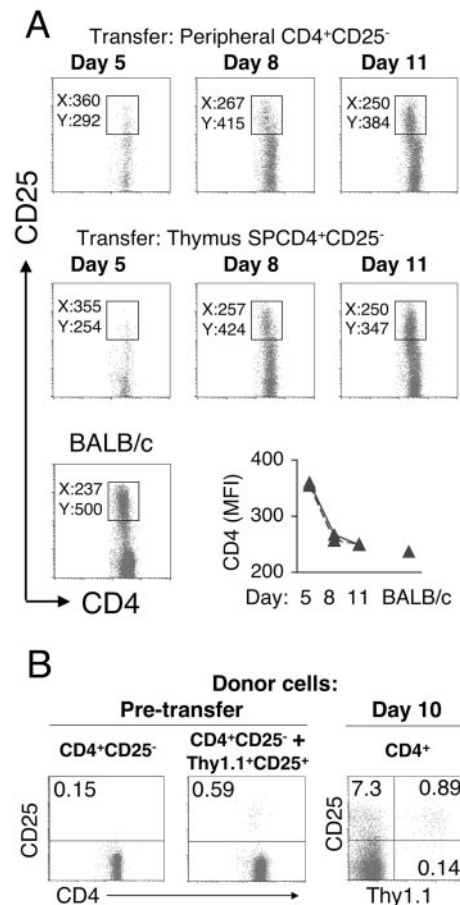 A
Transfer: Peripheral CD4⁺CD25⁻
Day 5 Day 8 Day 11
X:360 X:267 X:250
Y:292 Y:415 Y:384
CD25
Transfer: Thymus SPCD4⁺CD25⁻
Day 5 Day 8 Day 11
X:355 X:257 X:250
Y:254 Y:424 Y:347
BALB/c
X:237
Y:500
CD4
CD4 (MFI)
400
300
200
Day: 5 8 11 BALB/c
B
Donor cells:
Pre-transfer Day 10
CD4⁺CD25⁻ CD4⁺CD25⁻ + CD4⁺
Thy1.1⁺CD25⁺
0.15 0.59 7.3 0.89
CD25 CD25
0.14
CD4 Thy1.1